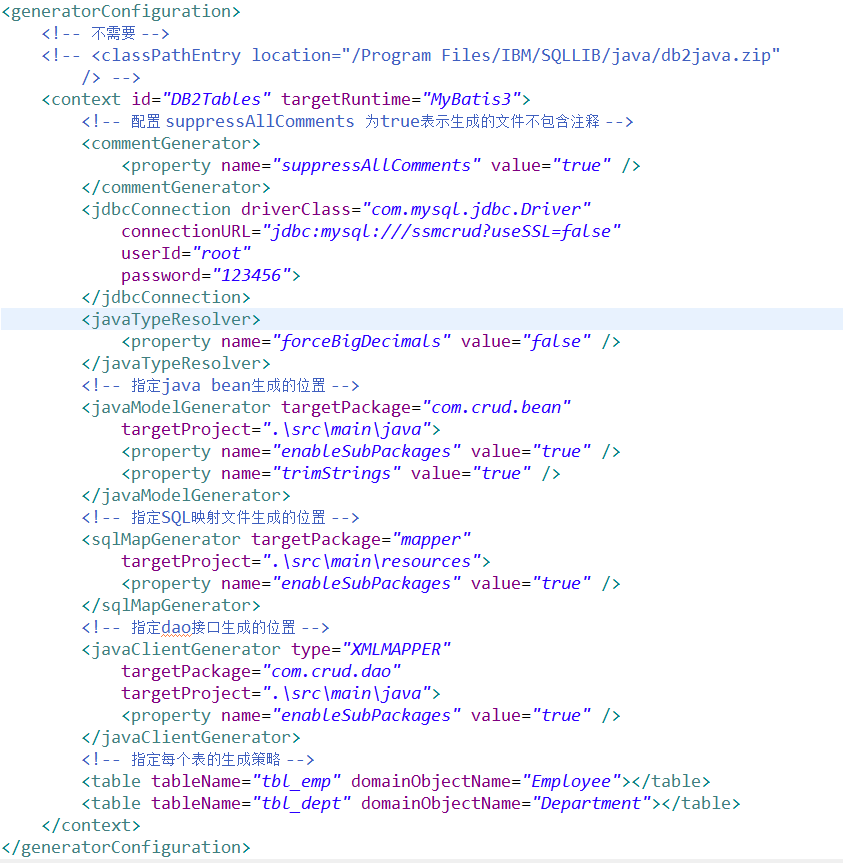 <generatorConfiguration>
<!-- 不需要 -->
<!-- <classPathEntry location="/Program Files/IBM/SQLLIB/java/db2java.zip"
/> -->
<context id="DB2Tables" targetRuntime="MyBatis3">
<!-- 配置 suppressAllComments 为true表示生成的文件不包含注释 -->
<commentGenerator>
<property name="suppressAllComments" value="true" />
</commentGenerator>
<jdbcConnection driverClass="com.mysql.jdbc.Driver"
connectionURL="jdbc:mysql:///ssmcrud?useSSL=false"
userId="root"
password="123456">
</jdbcConnection>
<javaTypeResolver>
<property name="forceBigDecimals" value="false" />
</javaTypeResolver>
<!-- 指定java bean生成的位置 -->
<javaModelGenerator targetPackage="com.crud.bean"
targetProject=".\src\main\java">
<property name="enableSubPackages" value="true" />
<property name="trimStrings" value="true" />
</javaModelGenerator>
<!-- 指定SQL映射文件生成的位置 -->
<sqlMapGenerator targetPackage="mapper"
targetProject=".\src\main\resources">
<property name="enableSubPackages" value="true" />
</sqlMapGenerator>
<!-- 指定dao接口生成的位置 -->
<javaClientGenerator type="XMLMAPPER"
targetPackage="com.crud.dao"
targetProject=".\src\main\java">
<property name="enableSubPackages" value="true" />
</javaClientGenerator>
<!-- 指定每个表的生成策略 -->
<table tableName="tbl_emp" domainObjectName="Employee"></table>
<table tableName="tbl_dept" domainObjectName="Department"></table>
</context>
</generatorConfiguration>